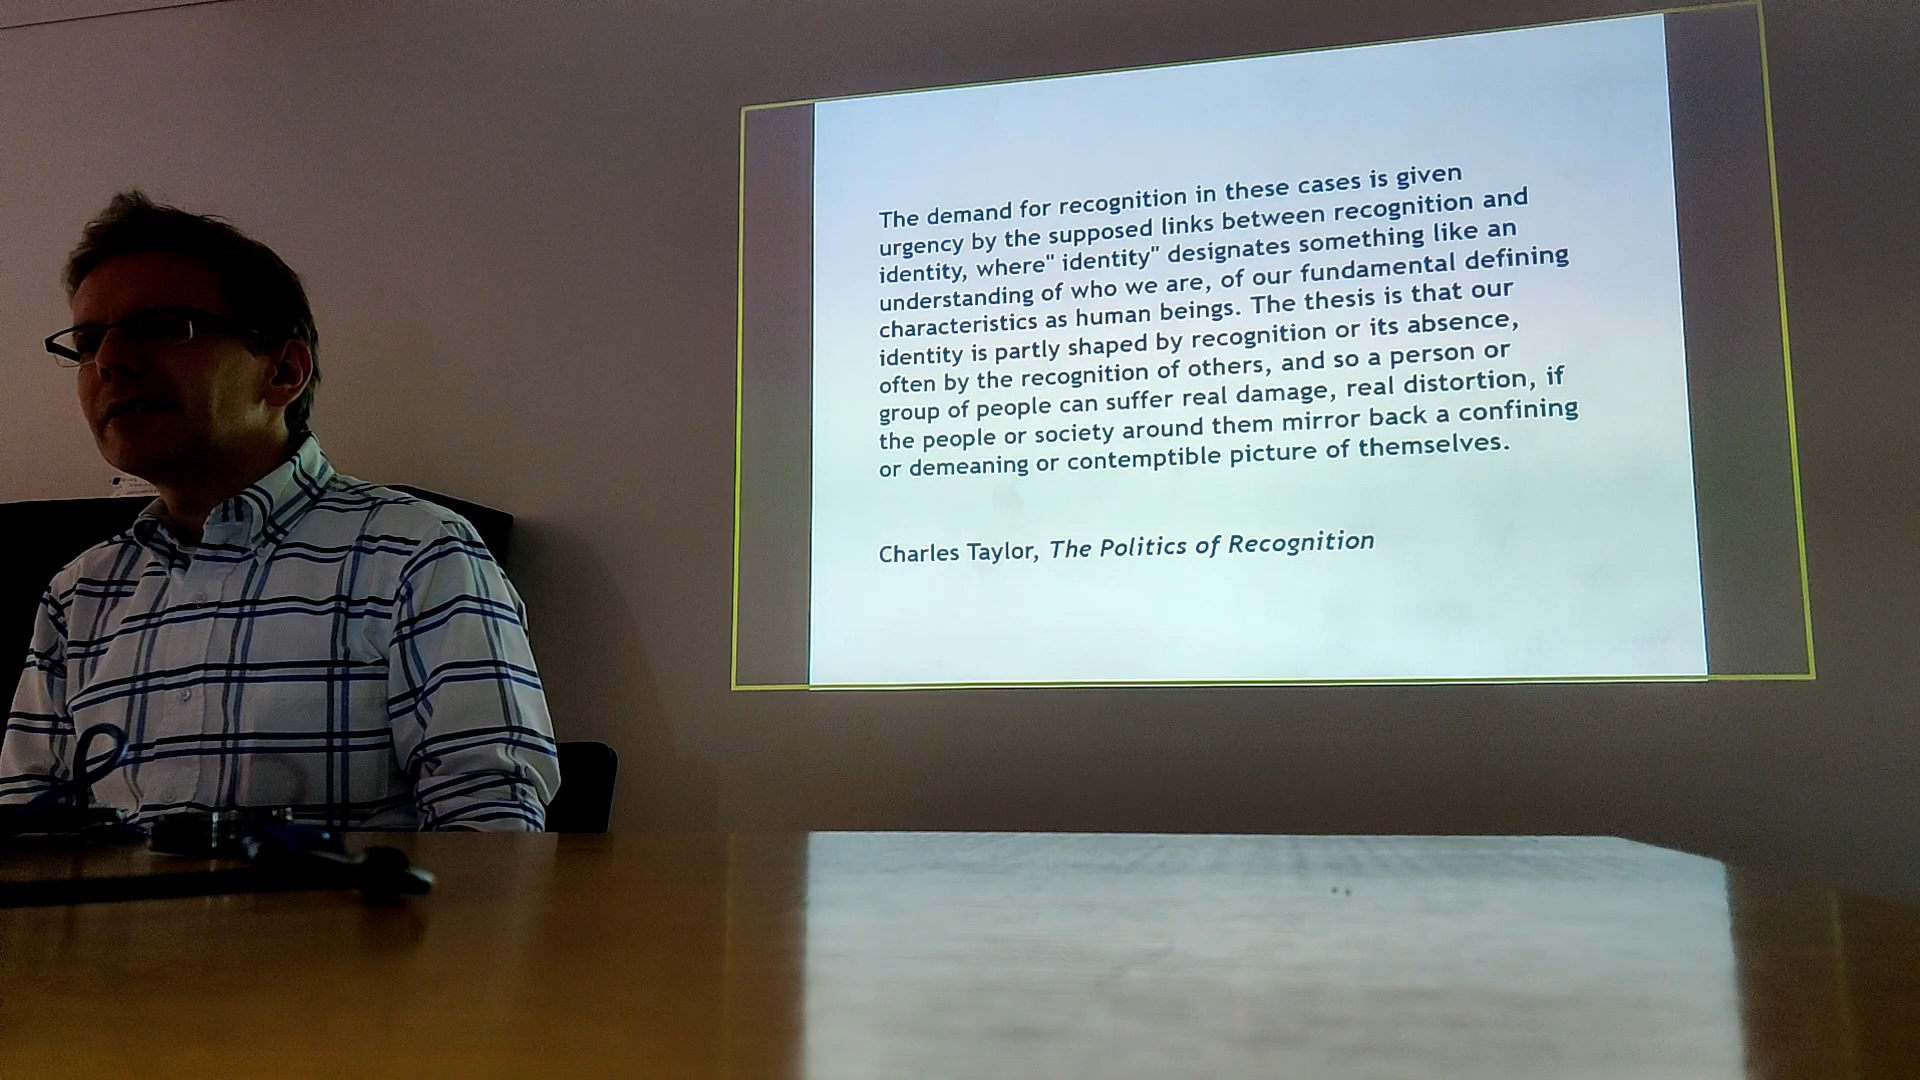 The demand for recognition in these cases is given
urgency by the supposed links between recognition and
identity, where" identity" designates something like an
understanding of who we are, of our fundamental defining
characteristics as human beings. The thesis is that our
identity is partly shaped by recognition or its absence,
often by the recognition of others, and so a person or
group of people can suffer real damage, real distortion, if
the people or society around them mirror back a confining
or demeaning or contemptible picture of themselves.
Charles Taylor, The Politics of Recognition